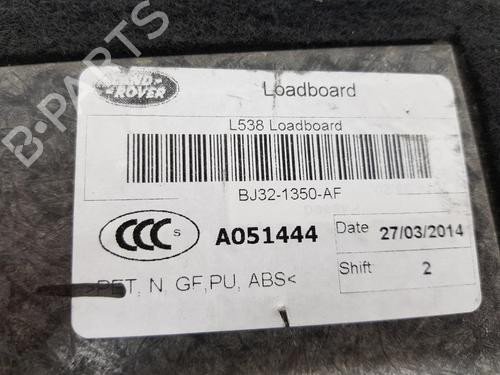 LAND-
-ROVER
Loadboard
L538 Loadboard
BJ32-1350-AF
CCC S
A051444
Date 27/03/2014
Shift 2
>PET, N GF,PU, ABS<
B-PARTS